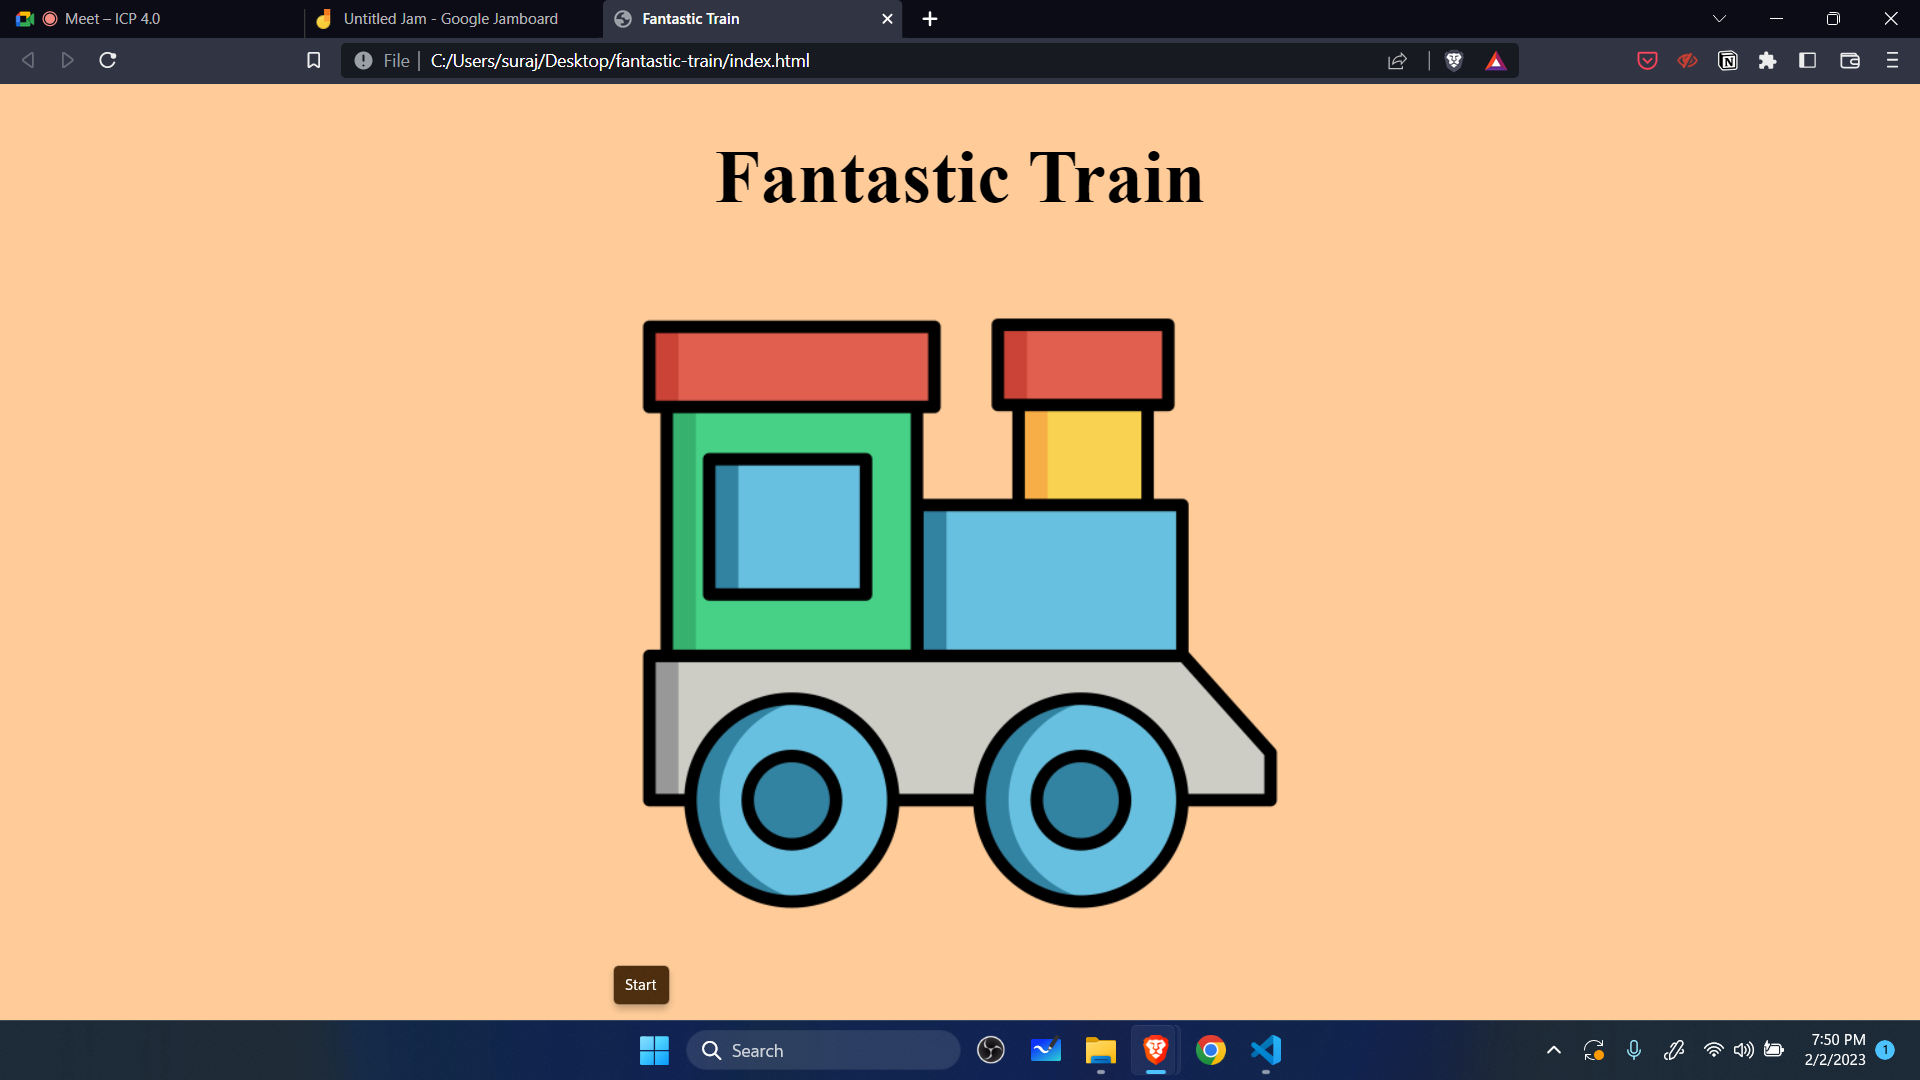 Meet – ICP 4.0
Untitled Jam - Google Jamboard
Fantastic Train
File
C:/Users/suraj/Desktop/fantastic-train/index.html
Fantastic Train
Start
Search
7:50 PM
2/2/2023
1